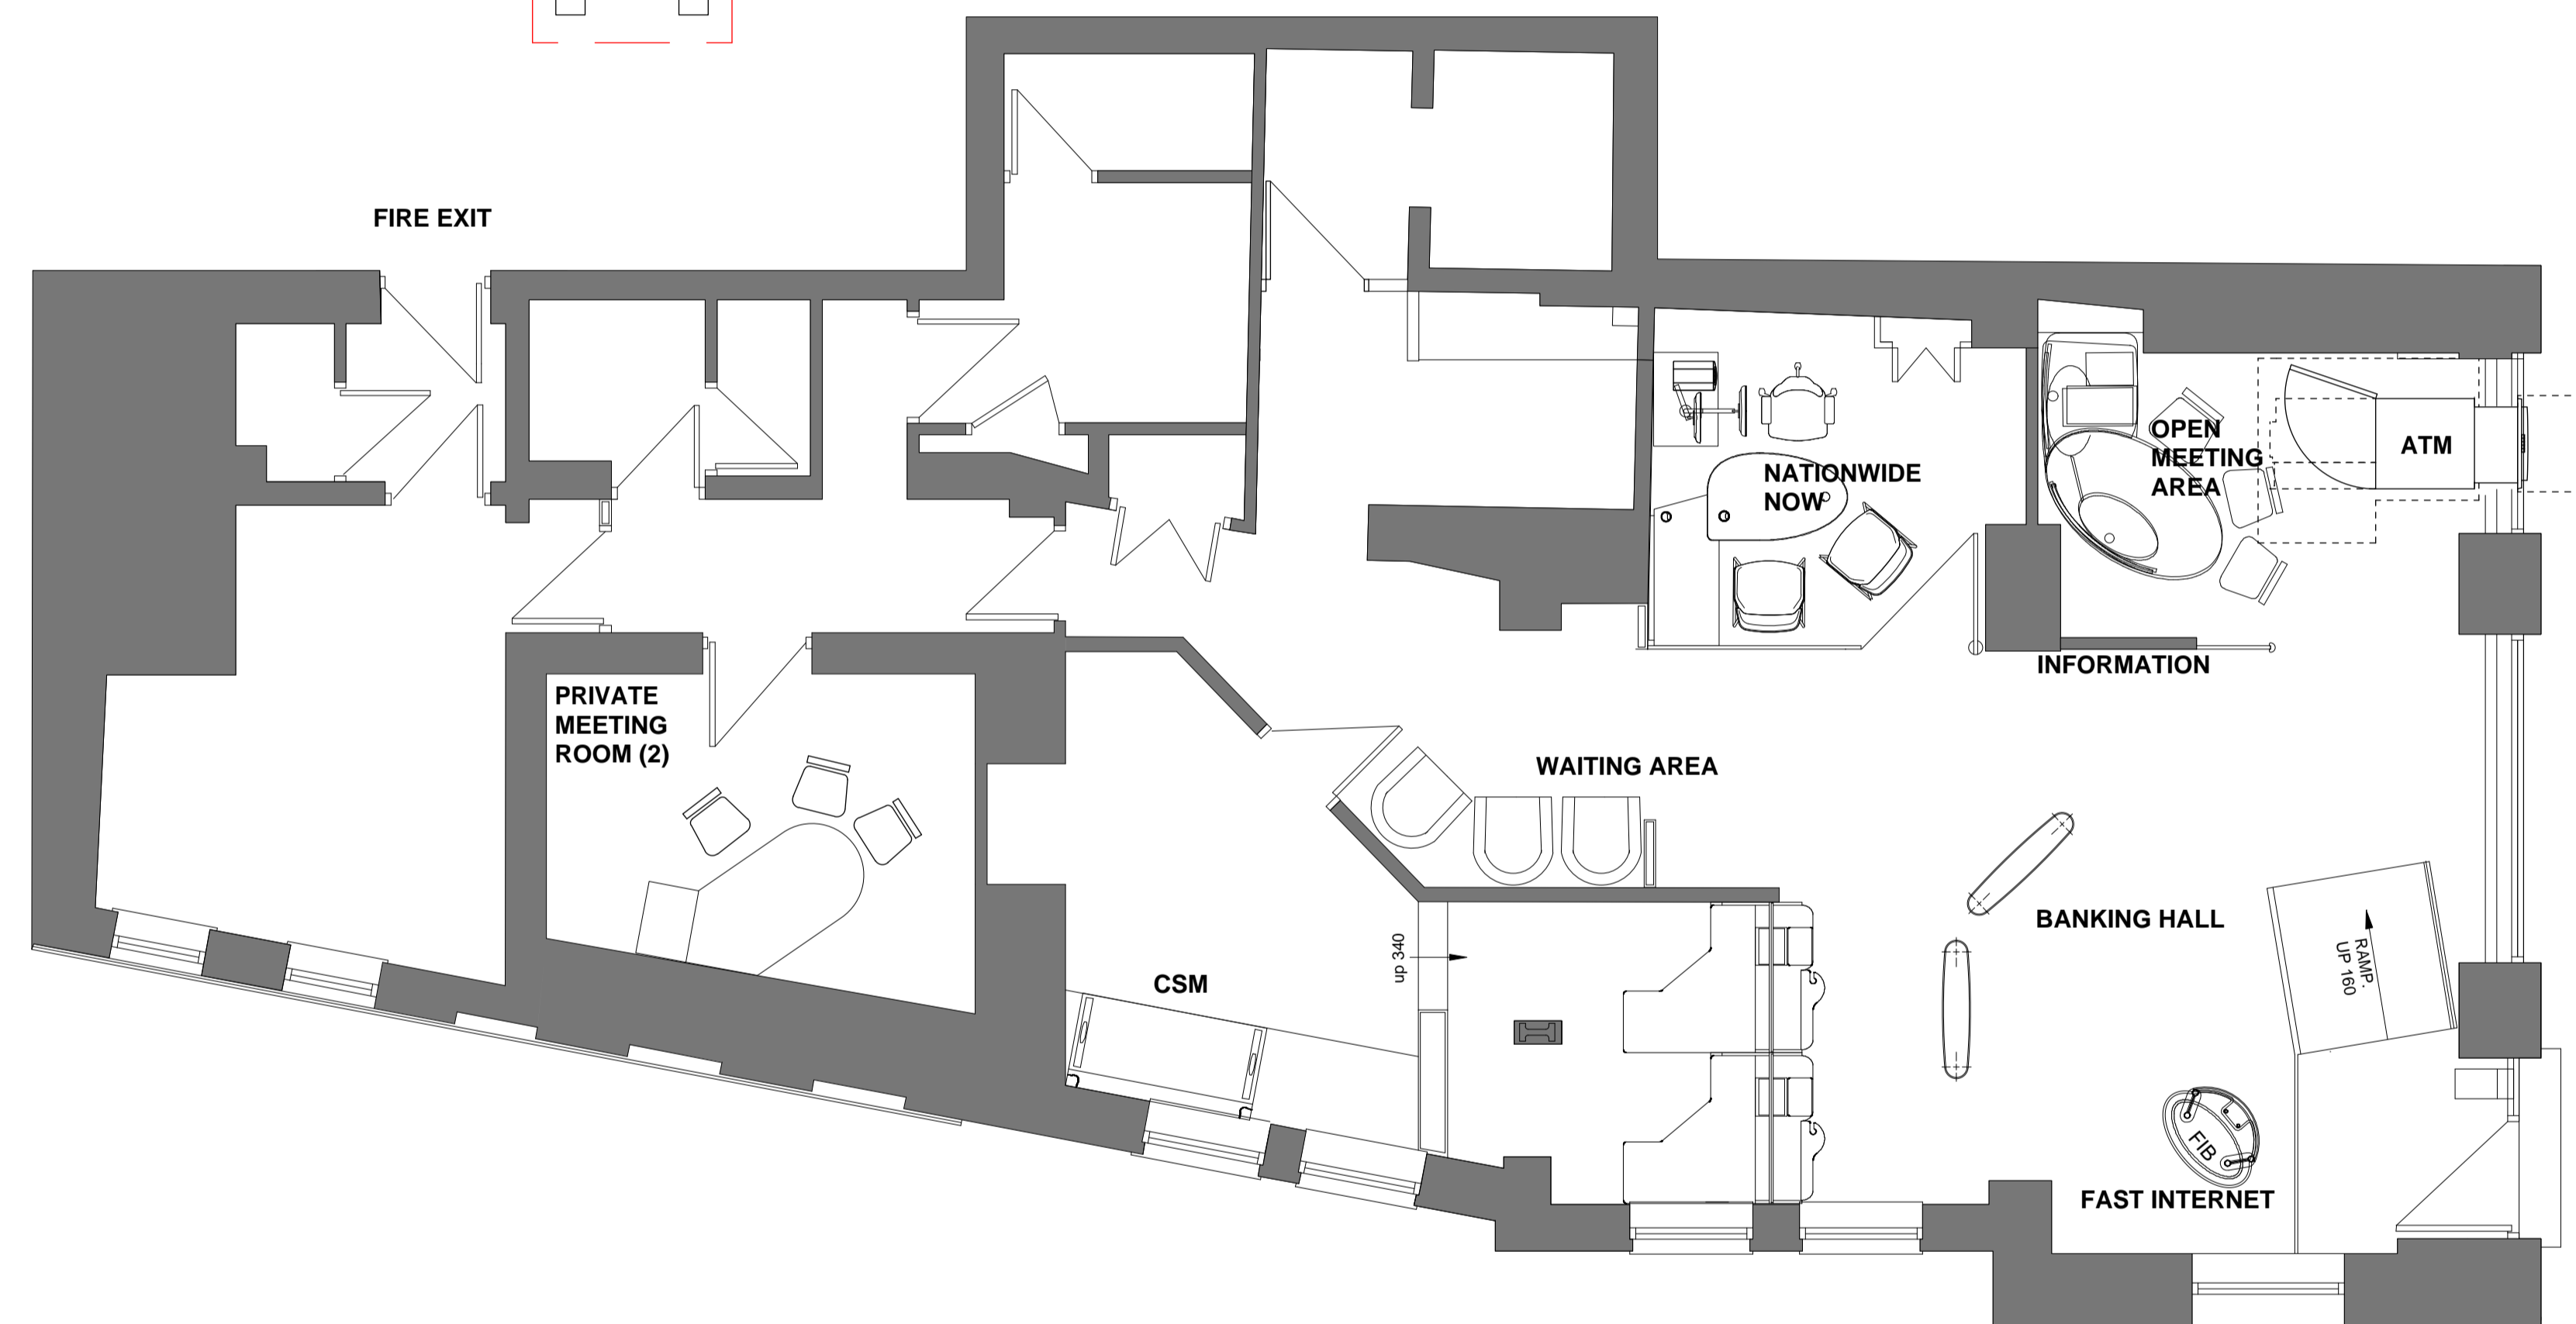 FIRE EXIT
OPEN
MEETING
AREA
ATM
NATIONWIDE
NOW
INFORMATION
PRIVATE
MEETING
ROOM (2)
WAITING AREA
BANKING HALL
RAMP.
UP 160
up 340
CSM
FIB
FAST INTERNET